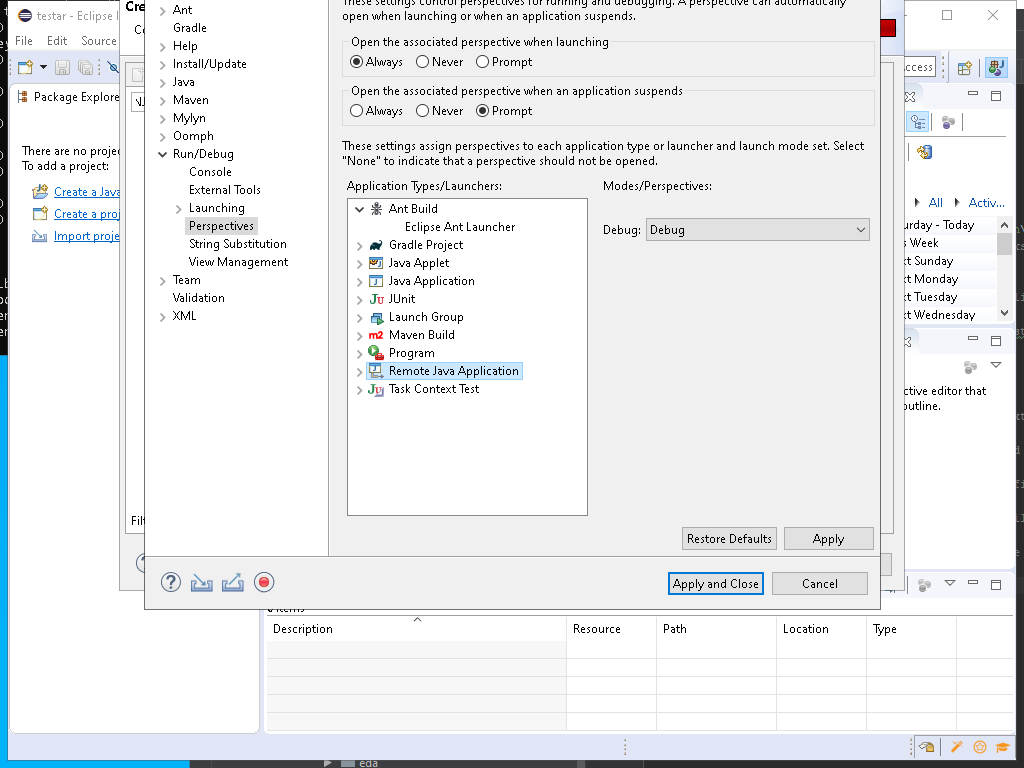 testar - Eclipse I
Cre
File Edit Source
Package Explore
There are no proje
To add a project:
Create a Java
Create a proj
Import proje
Filt
Ant
Gradle
Help
Install/Update
Java
Maven
Mylyn
Oomph
Run/Debug
Console
External Tools
Launching
Perspectives
String Substitution
View Management
Team
Validation
XML
These settings control perspectives for running and debugging. A perspective can automatically
open when launching or when an application suspends.
Open the associated perspective when launching
Always Never Prompt
Open the associated perspective when an application suspends
Always Never Prompt
These settings assign perspectives to each application type or launcher and launch mode set. Select
"None" to indicate that a perspective should not be opened.
Application Types/Launchers:
Modes/Perspectives:
Ant Build
Eclipse Ant Launcher
Gradle Project
Java Applet
Java Application
JUnit
Launch Group
Maven Build
Program
Remote Java Application
Task Context Test
Debug: Debug
Restore Defaults Apply
Apply and Close Cancel
ccess
All Activ...
urday - Today
s Week
xt Sunday
xt Monday
xt Tuesday
xt Wednesday
ctive editor that
outline.
Description Resource Path Location Type
eda